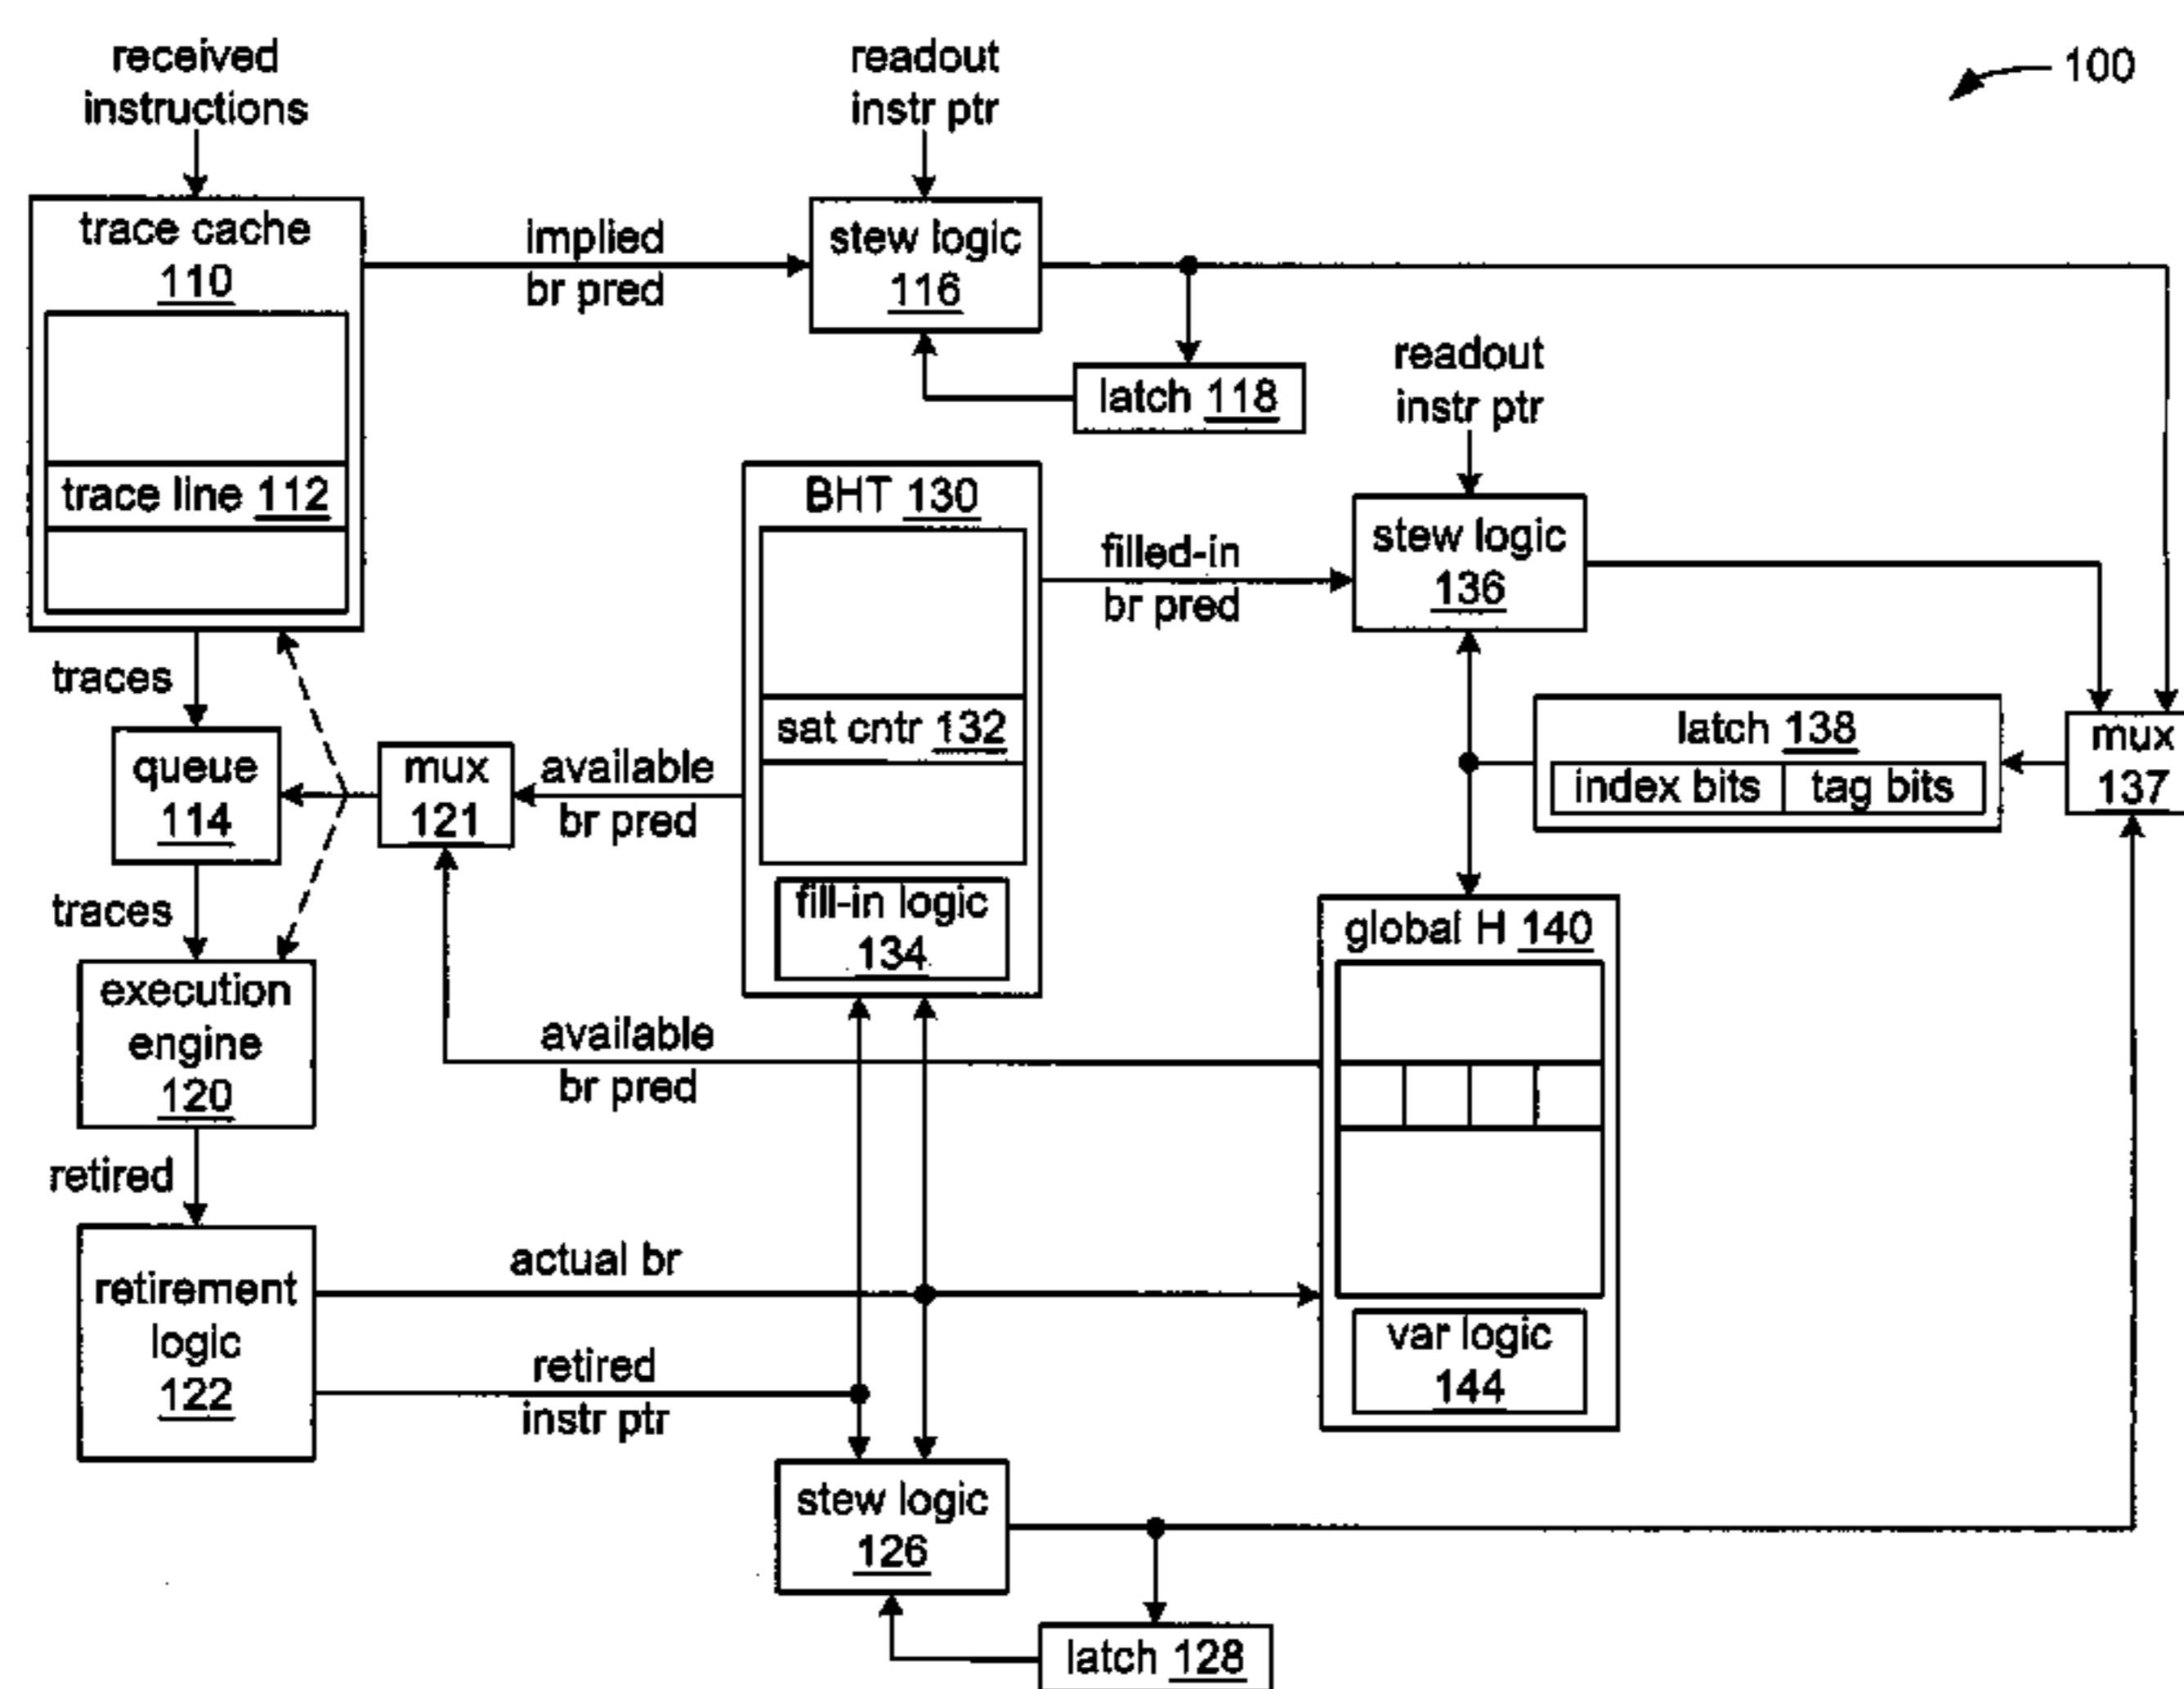 received
instructions
readout
instr ptr
100
trace cache
110
implied
br pred
stew logic
116
latch 118
readout
instr ptr
trace line 112
BHT 130
filled-in
br pred
stew logic
136
traces
queue
114
mux
121
available
br pred
sat cntr 132
latch 138
index bits
tag bits
mux
137
traces
fill-in logic
134
global H 140
execution
engine
120
available
br pred
retired
actual br
retirement
logic
122
retired
instr ptr
var logic
144
stew logic
126
latch 128